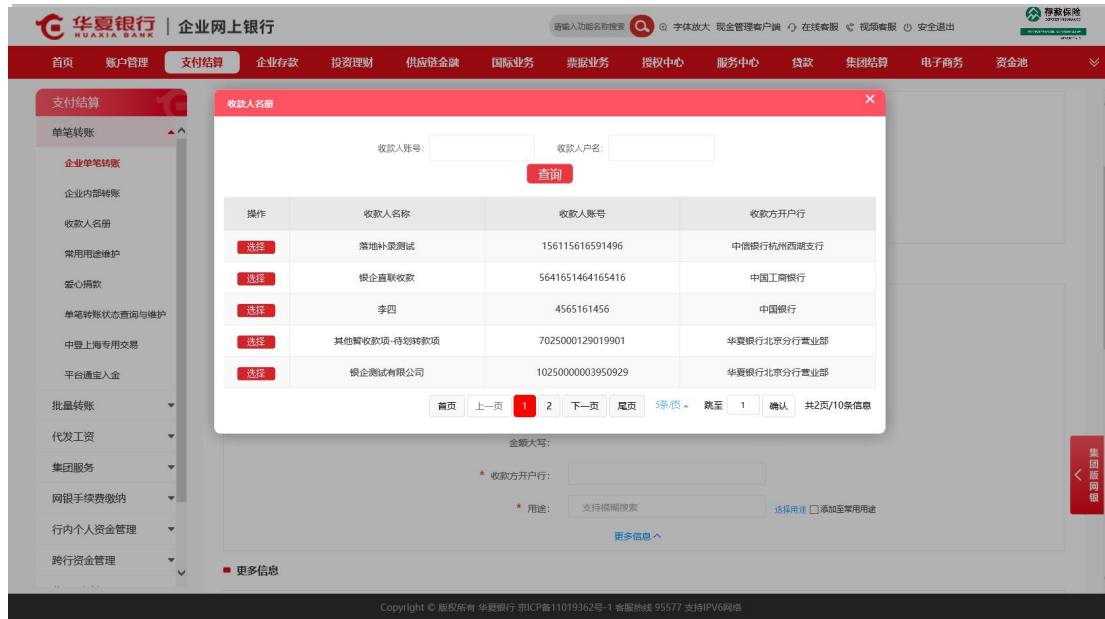 华夏银行 HUAXIA BANK | 企业网上银行
请输入功能名称搜索 字体放大 现金管理客户端 在线客服 视频客服 安全退出
存款保险
首页 账户管理 支付结算 企业存款 投资理财 供应链金融 国际业务 票据业务 授权中心 服务中心 贷款 集团结算 电子商务 资金池
支付结算
单笔转账
企业单笔转账
企业内部转账
收款人名册
常用用途维护
爱心捐款
单笔转账状态查询与维护
中登上海专用交易
平台通宝入金
批量转账
代发工资
集团服务
网银手续费缴纳
行内个人资金管理
跨行资金管理
收款人名册 ×
收款人账号: 收款人户名:
查询
操作 收款人名称 收款人账号 收款方开户行
选择 落地补录测试 156115616591496 中信银行杭州西湖支行
选择 银企直联收款 5641651464165416 中国工商银行
选择 李四 4565161456 中国银行
选择 其他暂收款项-待划转款项 7025000129019901 华夏银行北京分行营业部
选择 银企测试有限公司 10250000003950929 华夏银行北京分行营业部
首页 上一页 1 2 下一页 尾页 5条/页 跳至 1 确认 共2页/10条信息
金额大写:
* 收款方开户行:
* 用途: 支持模糊搜索 选择用途 添加至常用用途
更多信息
更多信息
集团版网银
Copyright © 版权所有 华夏银行 京ICP备11019362号-1 客服热线 95577 支持IPV6网络